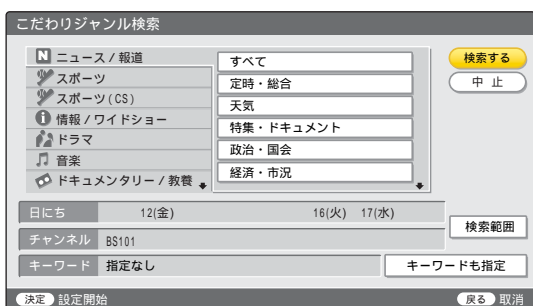 こだわりジャンル検索
ニュース/報道
スポーツ
スポーツ(CS)
情報/ワイドショー
ドラマ
音楽
ドキュメンタリー/教養
すべて
定時・総合
天気
特集・ドキュメント
政治・国会
経済・市況
検索する
中 止
日にち 12(金) 16(火) 17(水)
チャンネル BS101
検索範囲
キーワード 指定なし
キーワードも指定
決定 設定開始
戻る 取消